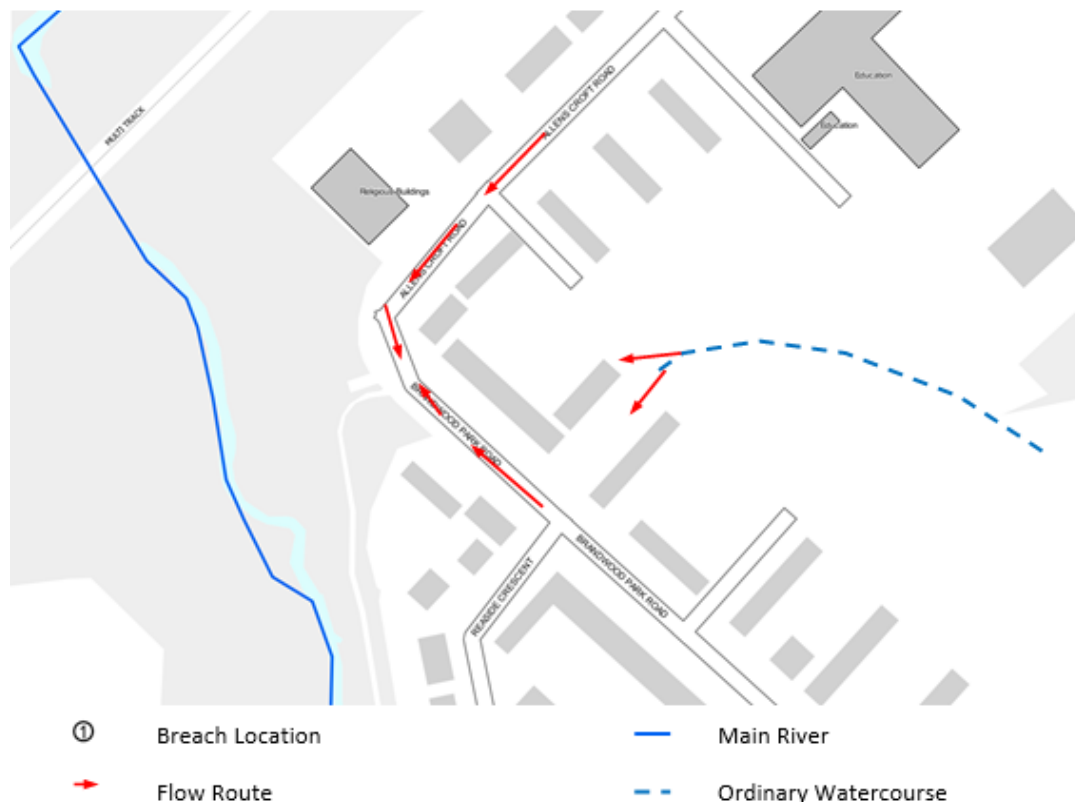 MULTI TRACK
ALLENS CROFT ROAD
Education
Education
Religious Buildings
ALLENS CROFT ROAD
BRANDWOOD PARK ROAD
BRANDWOOD PARK ROAD
REASIDE CRESCENT
① Breach Location
Main River
Flow Route
Ordinary Watercourse